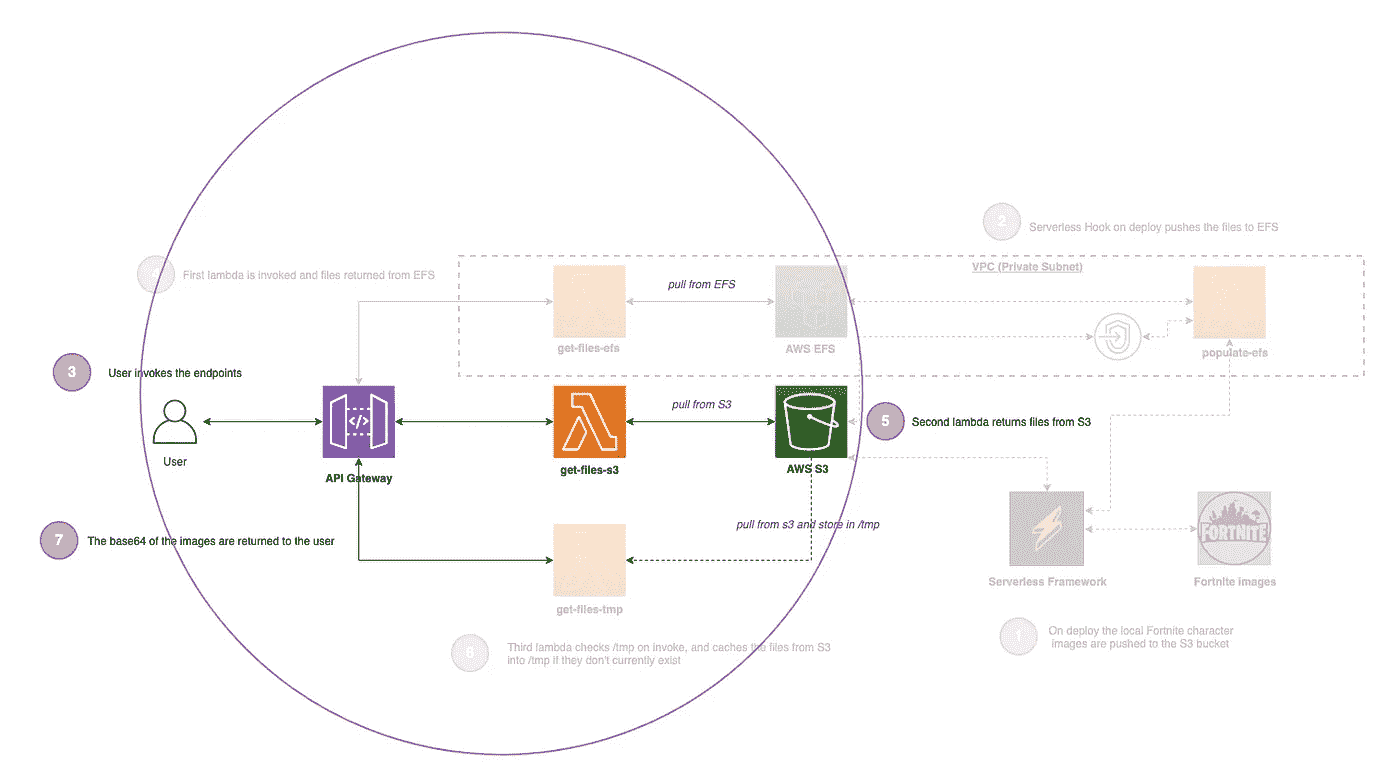 2
Serverless Hook on deploy pushes the files to EFS
First lambda is invoked and files returned from EFS
VPC (Private Subnet)
pull from EFS
get-files-efs
AWS EFS
populate-efs
3
User invokes the endpoints
pull from S3
5
Second lambda returns files from S3
User
API Gateway
get-files-s3
AWS S3
pull from s3 and store in /tmp
FORTNITE
7
The base64 of the images are returned to the user
Serverless Framework
Fortnite images
get-files-tmp
1
On deploy the local Fortnite character
images are pushed to the S3 bucket
6
Third lambda checks /tmp on invoke, and caches the files from S3
into /tmp if they don't currently exist